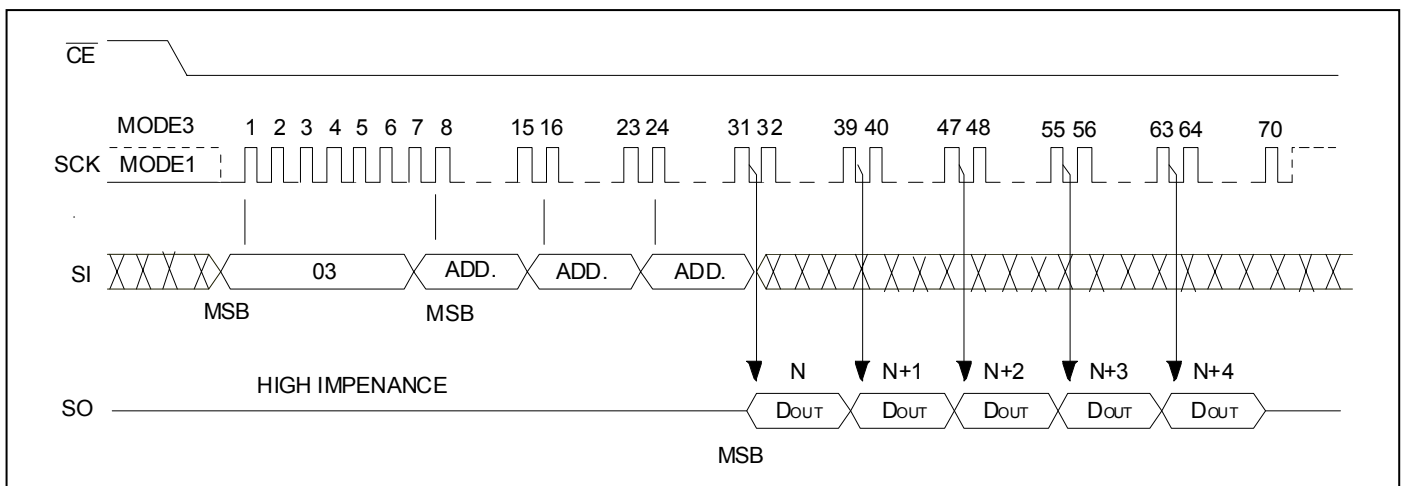 CE
MODE3 1 2 3 4 5 6 7 8 15 16 23 24 31 32 39 40 47 48 55 56 63 64 70
SCK MODE1
SI 03 ADD. ADD. ADD.
MSB MSB
N N+1 N+2 N+3 N+4
HIGH IMPENANCE
SO DOUT DOUT DOUT DOUT DOUT
MSB